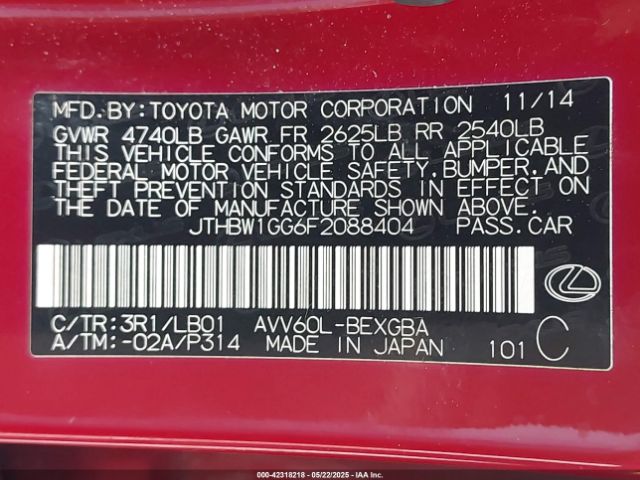 MFD. BY: TOYOTA MOTOR CORPORATION 11/14
GVWR 4740LB GAWR FR 2625LB RR 2540LB
THIS VEHICLE CONFORMS TO ALL APPLICABLE
FEDERAL MOTOR VEHICLE SAFETY, BUMPER, AND
THEFT PREVENTION STANDARDS IN EFFECT ON
THE DATE OF MANUFACTURE SHOWN ABOVE.
JTHBW1GG6F2088404 PASS. CAR
C/TR: 3R1/LB01 AVV60L-BEXGBA
A/TM: -02A/P314 MADE IN JAPAN 101 C
000-42318218 - 05/22/2025 - IAAI.COM